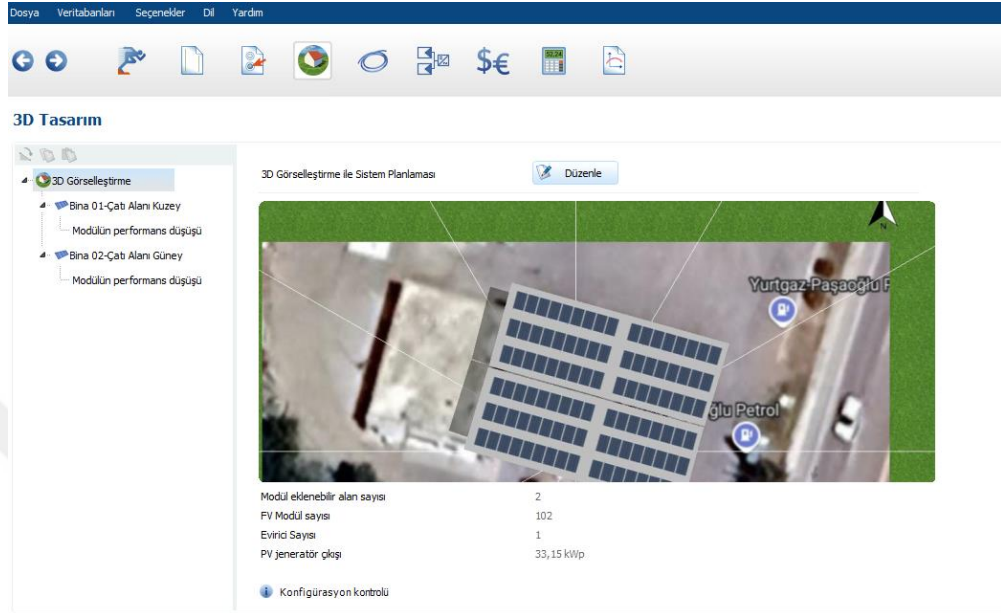 Dosya Veritabanları Seçenekler Dil Yardım
$€
53.24
3D Tasarım
3D Görselleştirme
Bina 01-Çatı Alanı Kuzey
Modülün performans düşüşü
Bina 02-Çatı Alanı Güney
Modülün performans düşüşü
3D Görselleştirme ile Sistem Planlaması
Düzenle
N
Yurtgaz-Paşaoğlu P
ğlu Petrol
Modül eklenebilir alan sayısı 2
FV Modül sayısı 102
Evirici Sayısı 1
PV jeneratör çıkışı 33,15 kWp
Konfigürasyon kontrolü